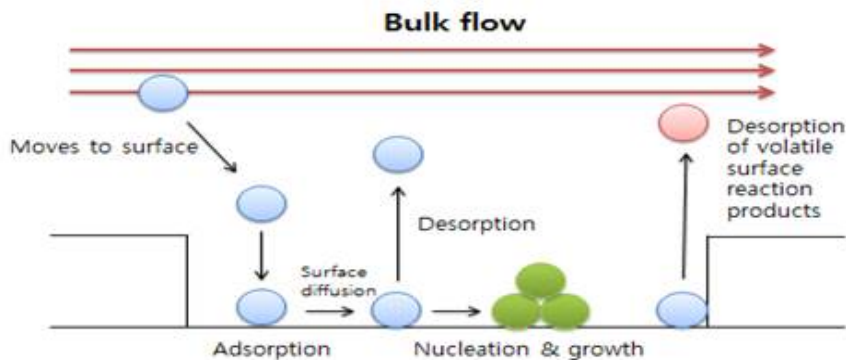 Bulk flow
Moves to surface
Desorption
of volatile
surface
reaction
products
Desorption
Surface
diffusion
Adsorption
Nucleation & growth